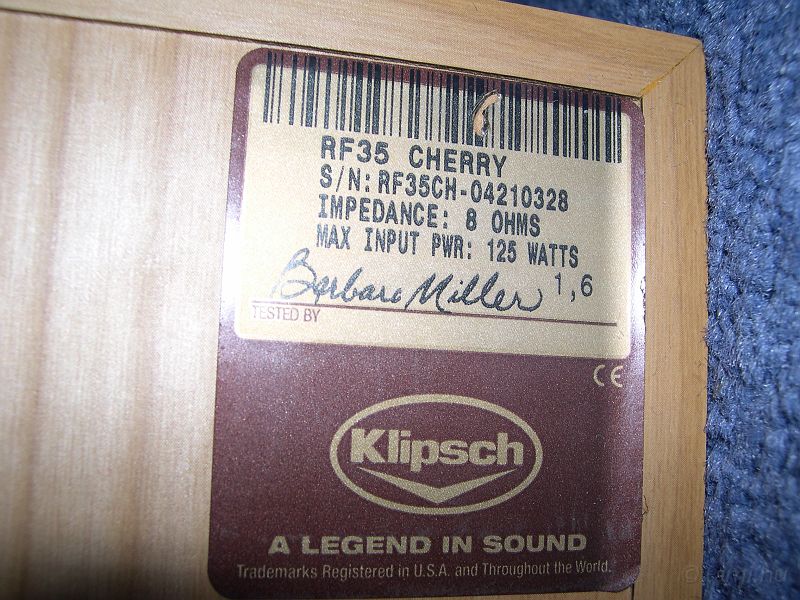 RF35 CHERRY
S/N: RF35CH-04210328
IMPEDANCE: 8 OHMS
MAX INPUT PWR: 125 WATTS
Barbara Miller 1,6
TESTED BY
CE
Klipsch
A LEGEND IN SOUND
Trademarks Registered in U.S.A. and Throughout the World.